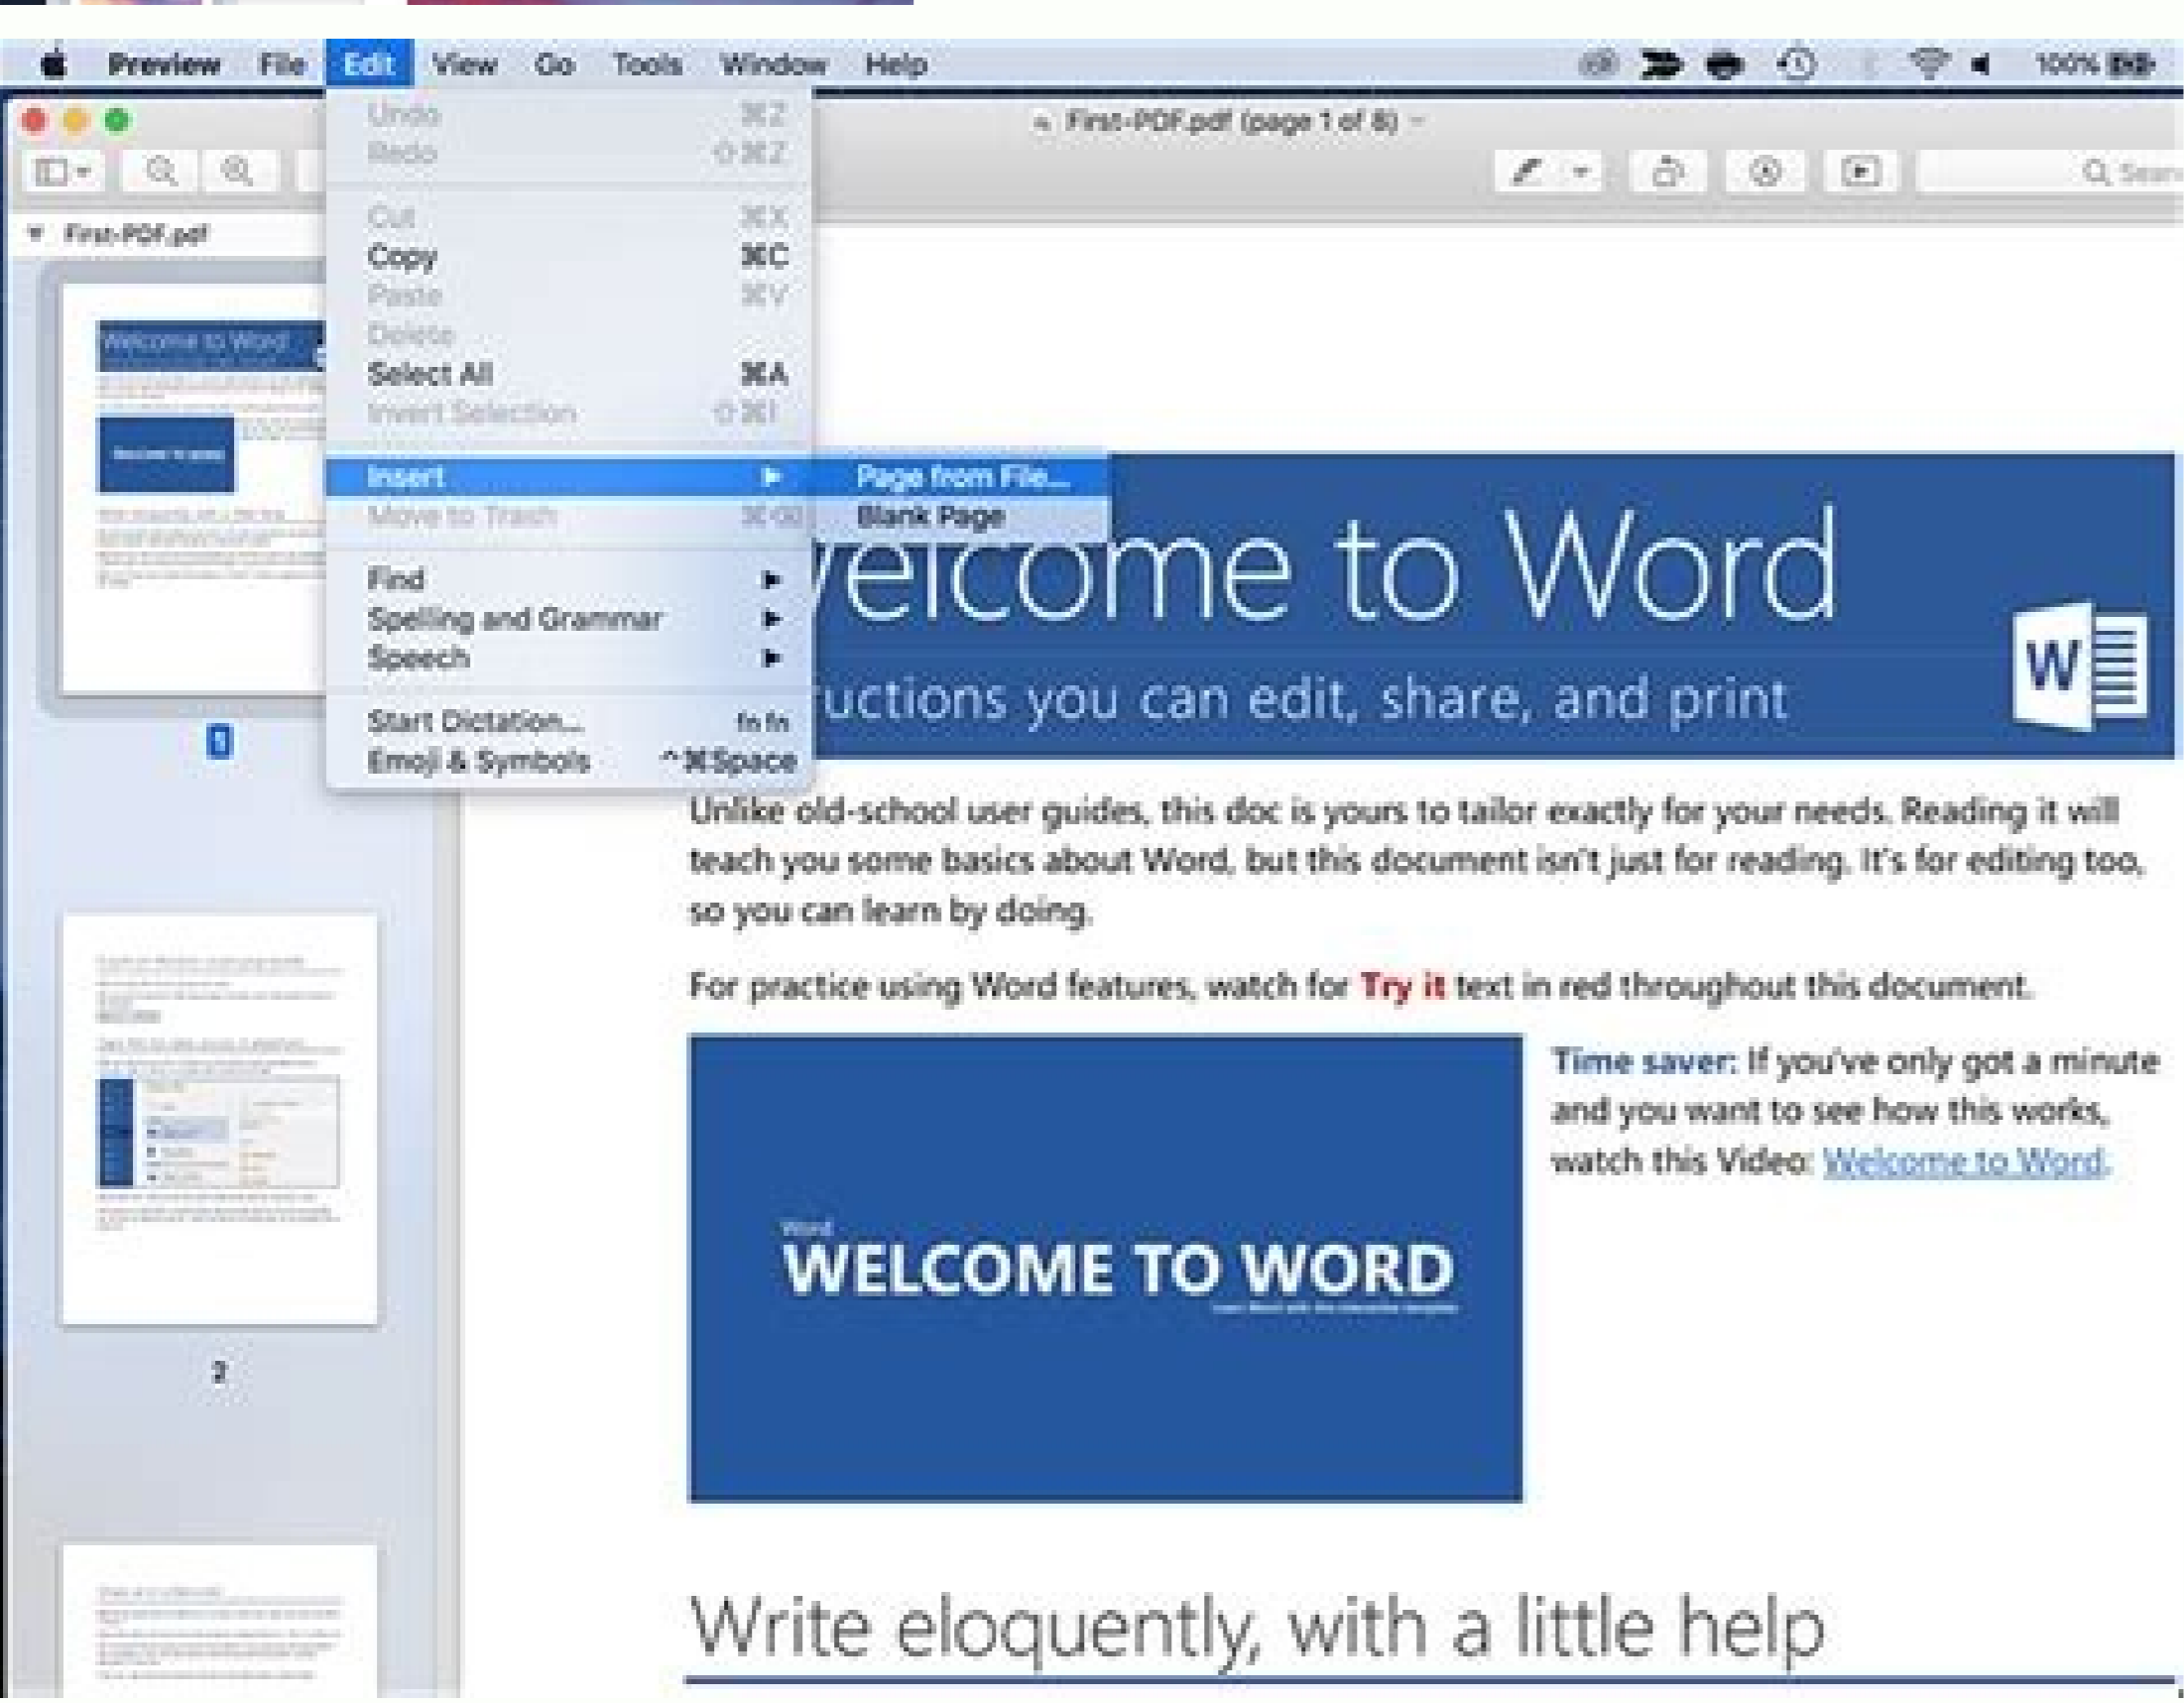 Preview File Edit View Go Tools Window Help 100%
First-PDF.pdf (page 1 of 8)
First-PDF.pdf
Undo ⌘Z
Redo ⇧⌘Z
Cut ⌘X
Copy ⌘C
Paste ⌘V
Delete
Select All ⌘A
Invert Selection ⇧⌘I
Insert ▶ Page from File...
Move to Trash ⌘⌫ Blank Page
Find ▶
Spelling and Grammar ▶
Speech ▶
Start Dictation... fn fn
Emoji & Symbols ^⌘Space
Welcome to Word
1
2
elcome to Word
uctions you can edit, share, and print
W
Unlike old-school user guides, this doc is yours to tailor exactly for your needs. Reading it will
teach you some basics about Word, but this document isn't just for reading. It's for editing too,
so you can learn by doing.
For practice using Word features, watch for Try it text in red throughout this document.
Time saver: If you've only got a minute
and you want to see how this works,
watch this Video: Welcome to Word.
Word
WELCOME TO WORD
Write eloquently, with a little help